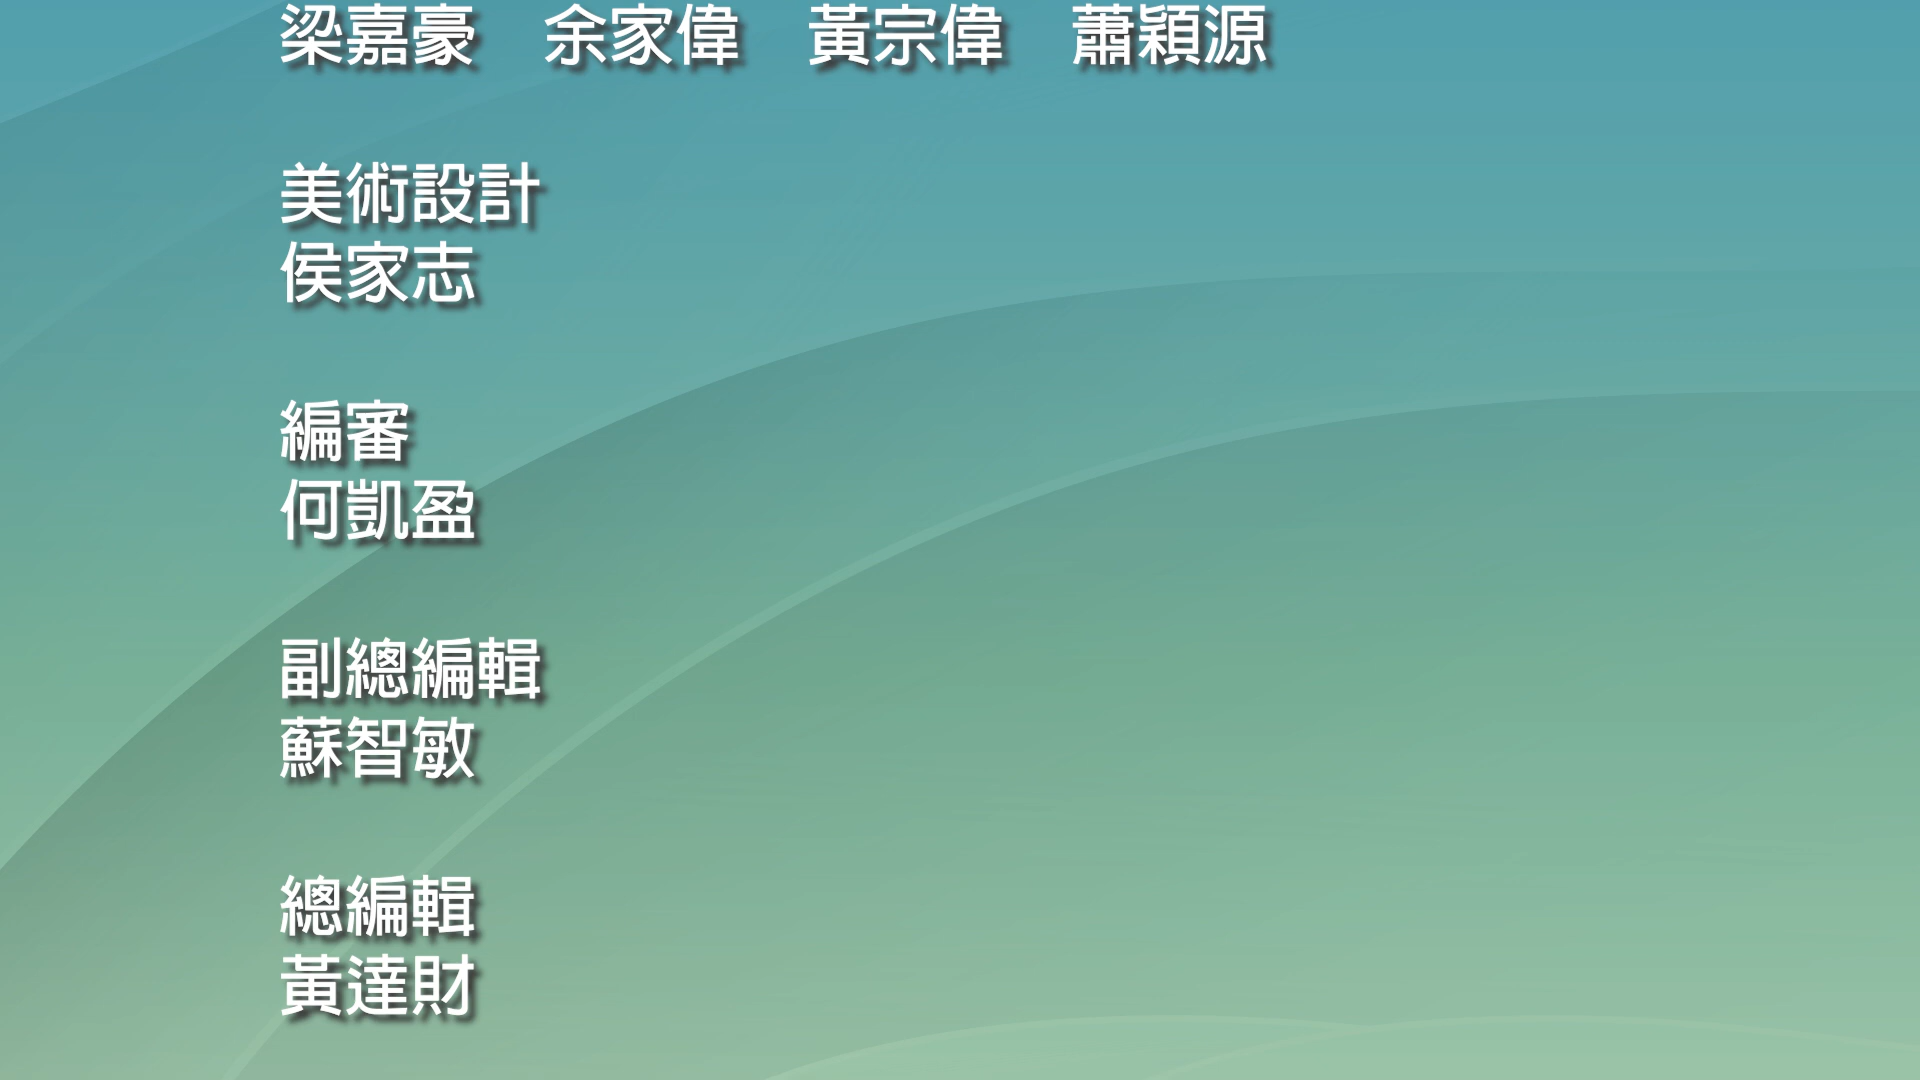 梁嘉豪　余家偉　黃宗偉　蕭穎源
美術設計
侯家志
編審
何凱盈
副總編輯
蘇智敏
總編輯
黃達財